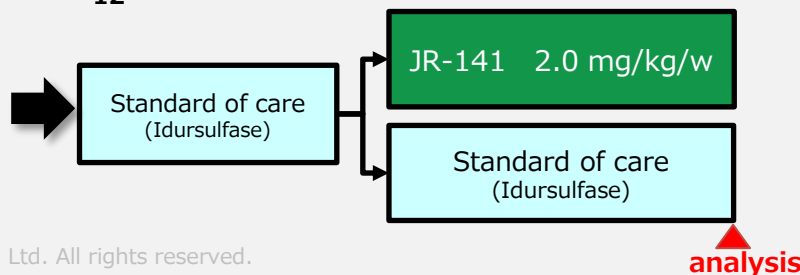 12
JR-141 2.0 mg/kg/w
Standard of care
(Idursulfase)
Standard of care
(Idursulfase)
Ltd. All rights reserved.
analysis